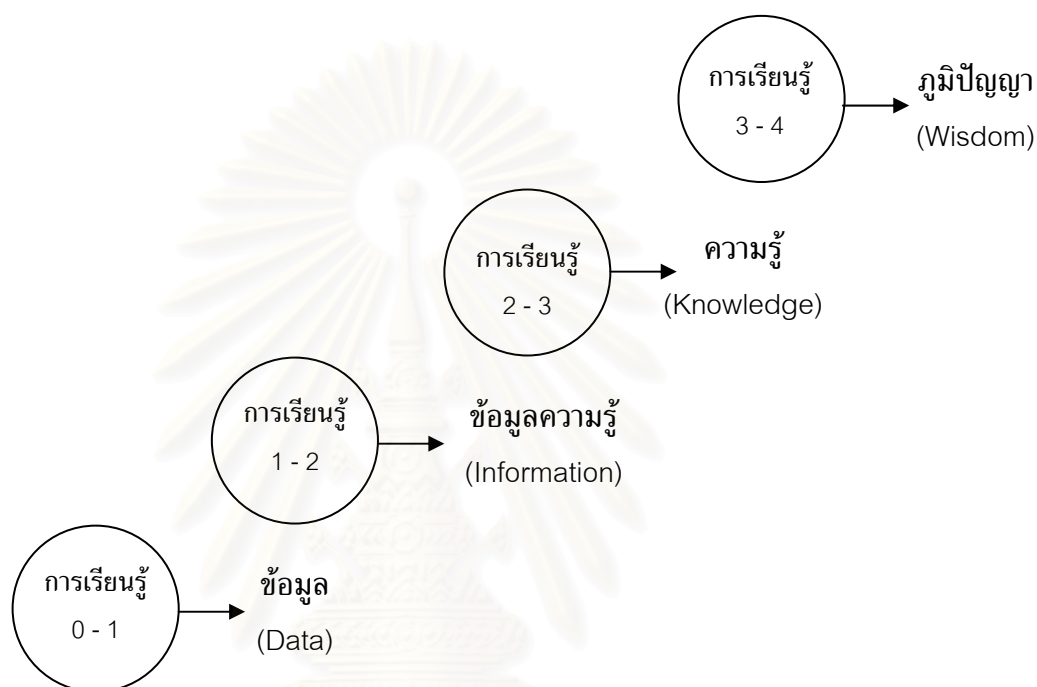 การเรียนรู้
3 - 4
ภูมิปัญญา
(Wisdom)
การเรียนรู้
2 - 3
ความรู้
(Knowledge)
การเรียนรู้
1 - 2
ข้อมูลความรู้
(Information)
การเรียนรู้
0 - 1
ข้อมูล
(Data)